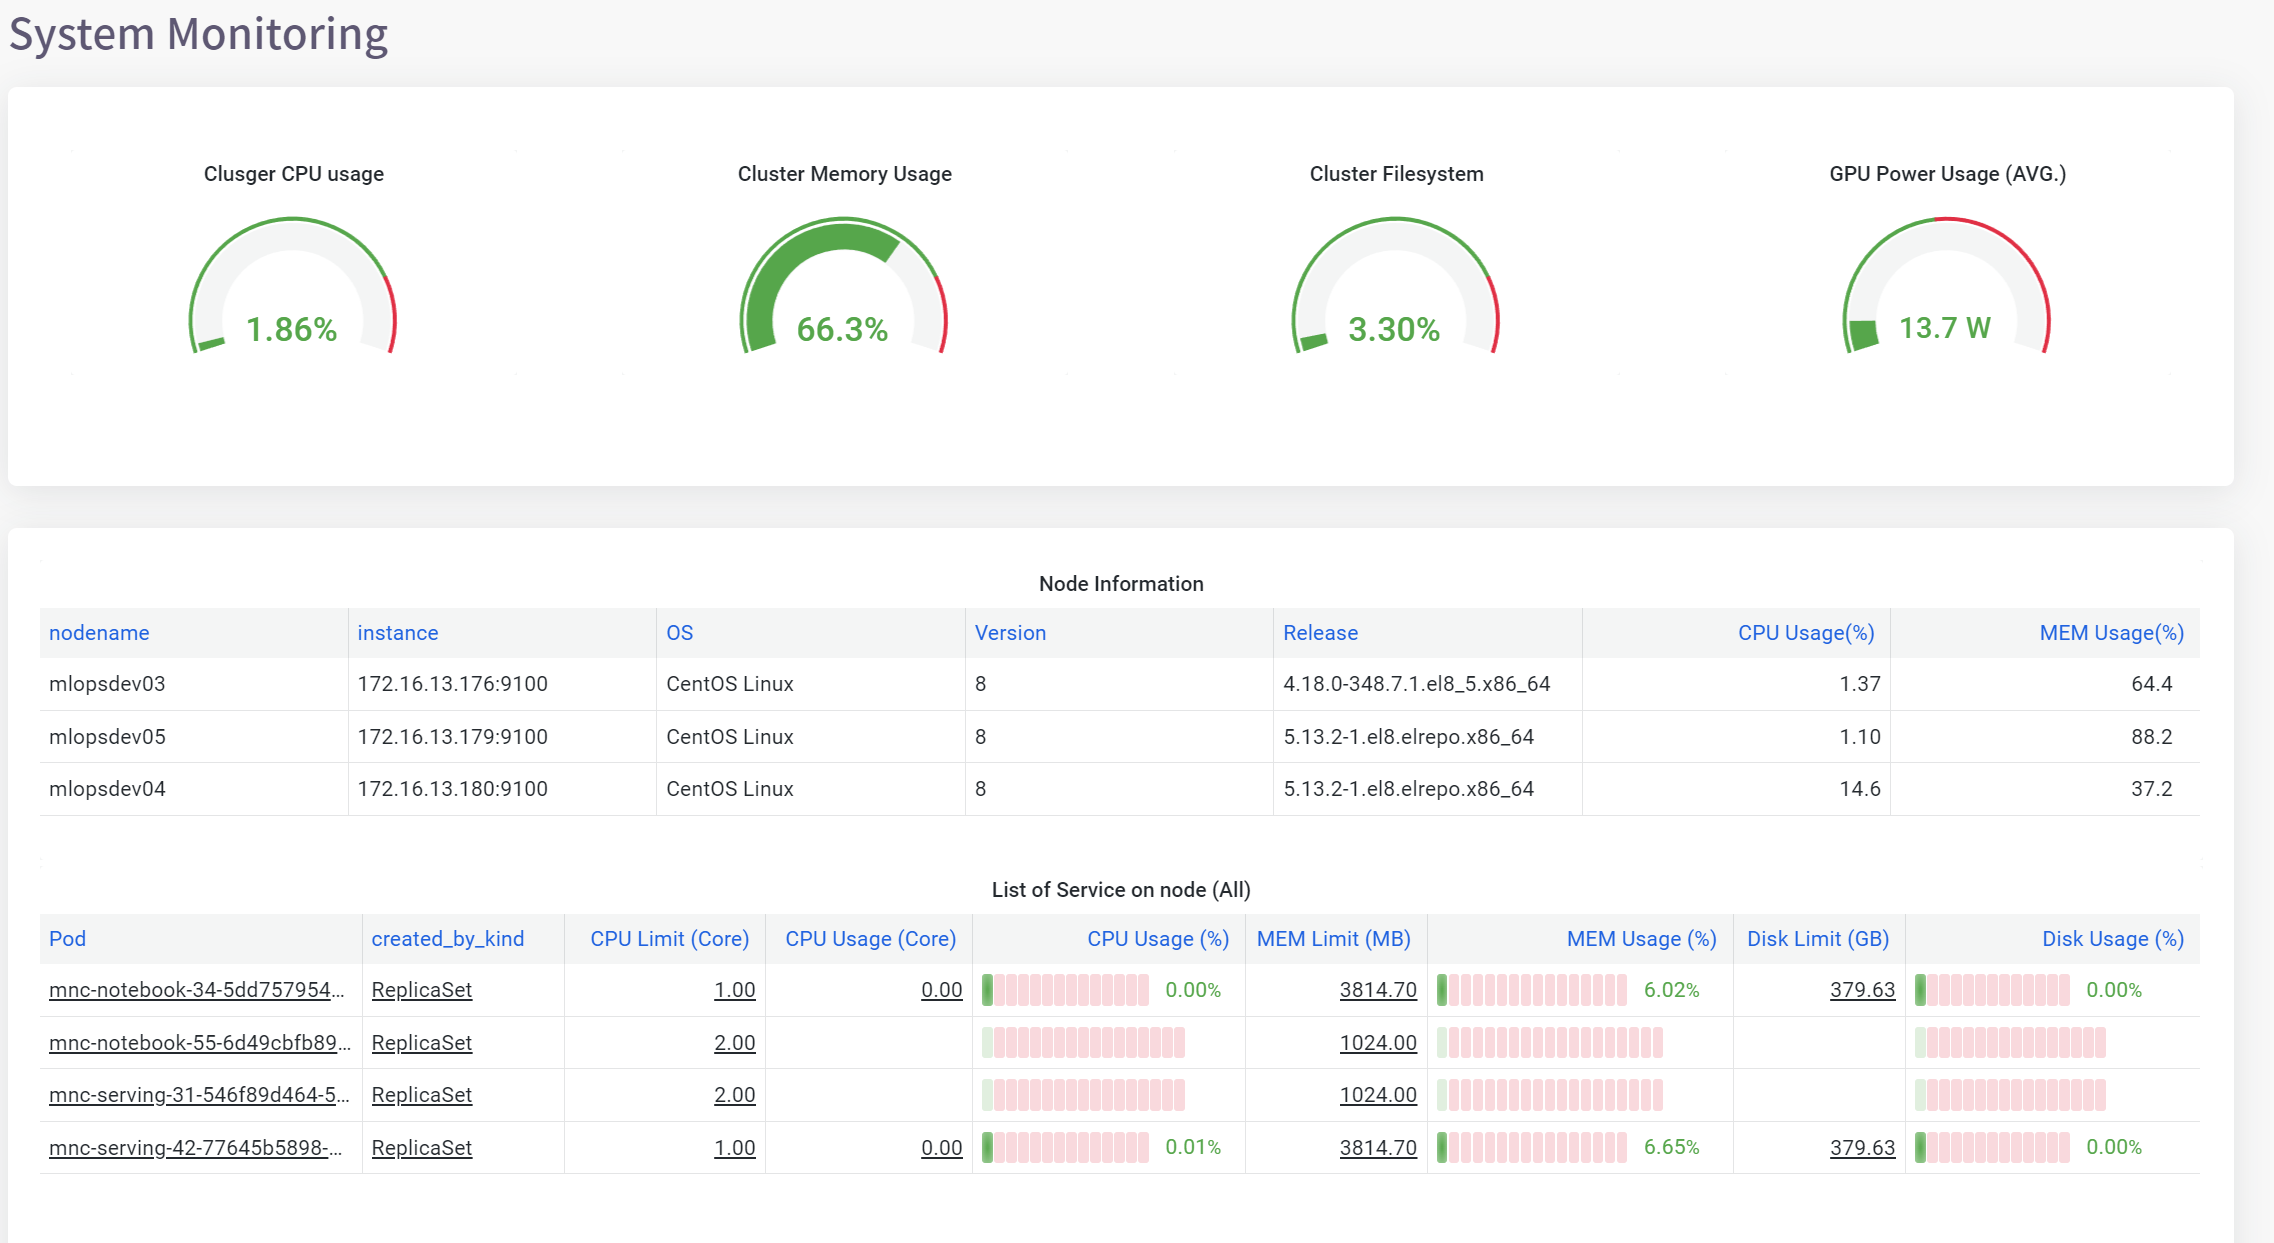 System Monitoring
Clusger CPU usage
Cluster Memory Usage
Cluster Filesystem
GPU Power Usage (AVG.)
1.86%
66.3%
3.30%
13.7 W
Node Information
nodename instance OS Version Release CPU Usage(%) MEM Usage(%)
mlopsdev03 172.16.13.176:9100 CentOS Linux 8 4.18.0-348.7.1.el8_5.x86_64 1.37 64.4
mlopsdev05 172.16.13.179:9100 CentOS Linux 8 5.13.2-1.el8.elrepo.x86_64 1.10 88.2
mlopsdev04 172.16.13.180:9100 CentOS Linux 8 5.13.2-1.el8.elrepo.x86_64 14.6 37.2
List of Service on node (All)
Pod created_by_kind CPU Limit (Core) CPU Usage (Core) CPU Usage (%) MEM Limit (MB) MEM Usage (%) Disk Limit (GB) Disk Usage (%)
mnc-notebook-34-5dd757954... ReplicaSet 1.00 0.00 0.00% 3814.70 6.02% 379.63 0.00%
mnc-notebook-55-6d49cbfb89... ReplicaSet 2.00 1024.00
mnc-serving-31-546f89d464-5... ReplicaSet 2.00 1024.00
mnc-serving-42-77645b5898-... ReplicaSet 1.00 0.00 0.01% 3814.70 6.65% 379.63 0.00%